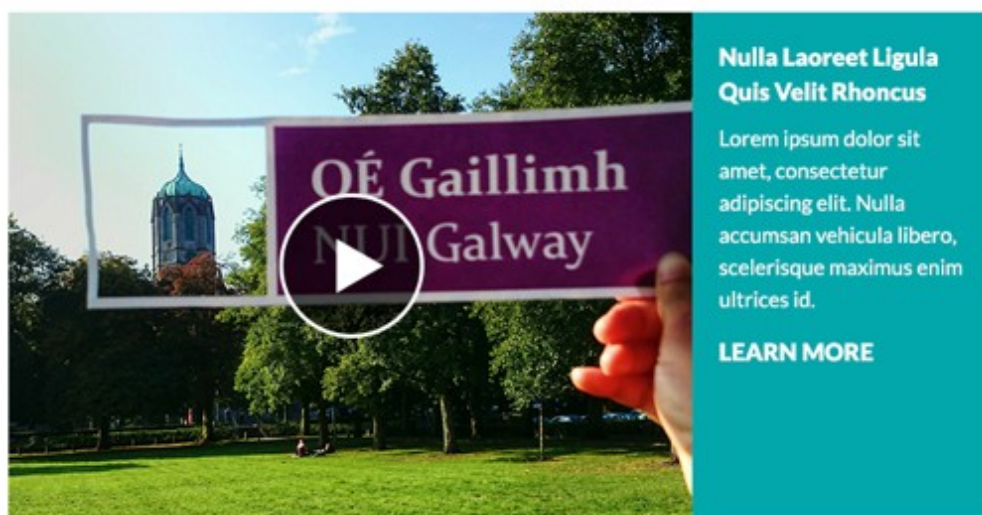 OÉ Gaillimh
NUI Galway
Nulla Laoreet Ligula
Quis Velit Rhoncus
Lorem ipsum dolor sit
amet, consectetur
adipiscing elit. Nulla
accumsan vehicula libero,
scelerisque maximus enim
ultrices id.
LEARN MORE